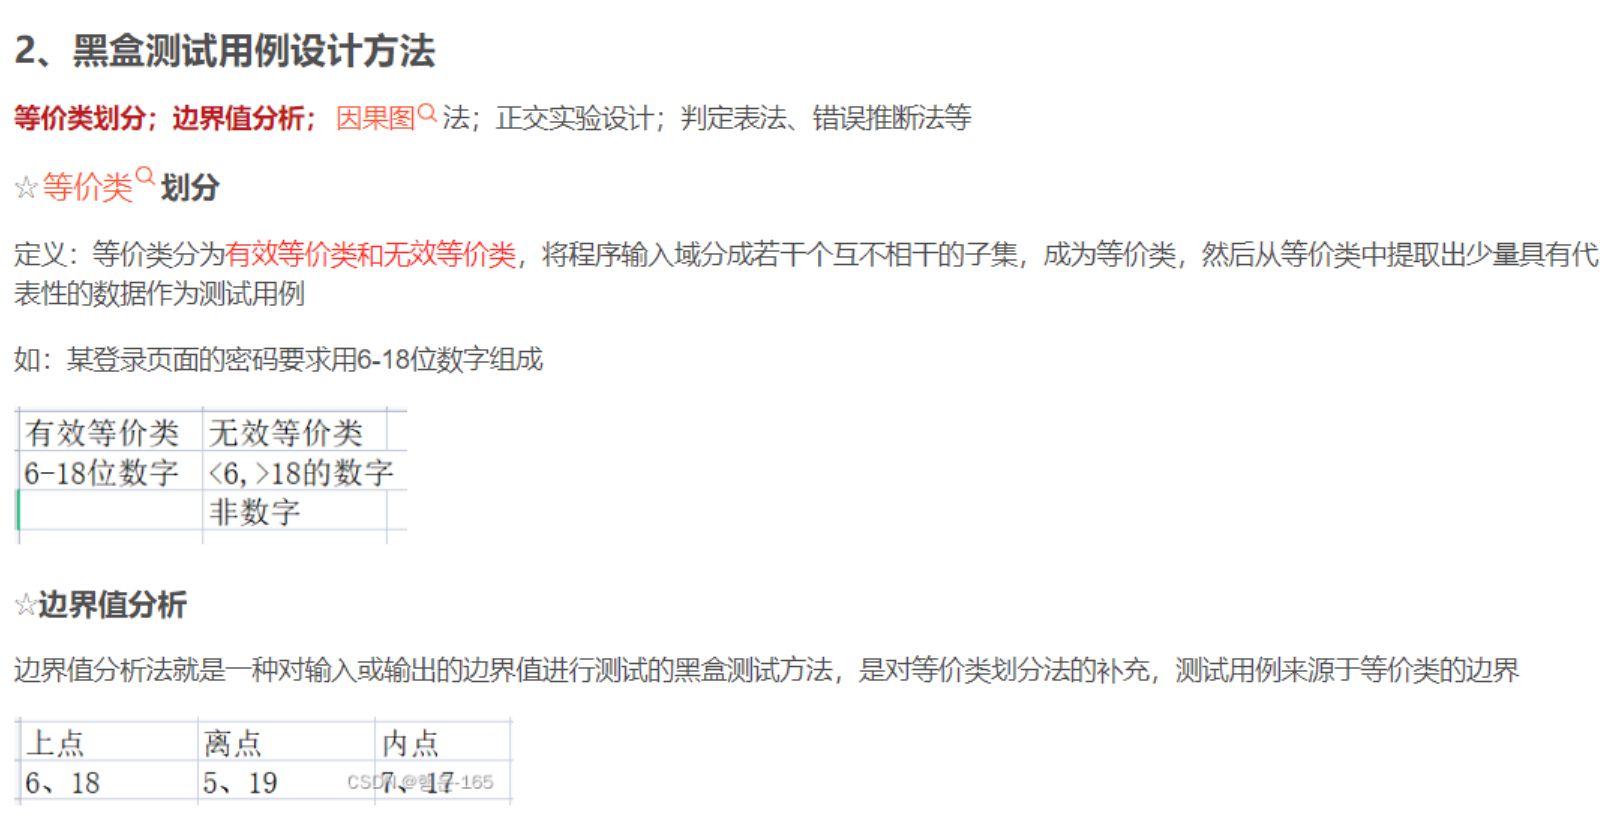 2、黑盒测试用例设计方法
等价类划分；边界值分析；因果图法；正交实验设计；判定表法、错误推断法等
☆等价类划分
定义：等价类分为有效等价类和无效等价类，将程序输入域分成若干个互不相干的子集，成为等价类，然后从等价类中提取出少量具有代
表性的数据作为测试用例
如：某登录页面的密码要求用6-18位数字组成
有效等价类 无效等价类
6-18位数字 <6,>18的数字
非数字
☆边界值分析
边界值分析法就是一种对输入或输出的边界值进行测试的黑盒测试方法，是对等价类划分法的补充，测试用例来源于等价类的边界
上点 离点 内点
6、18 5、19 7、17
CSDN @행운-165